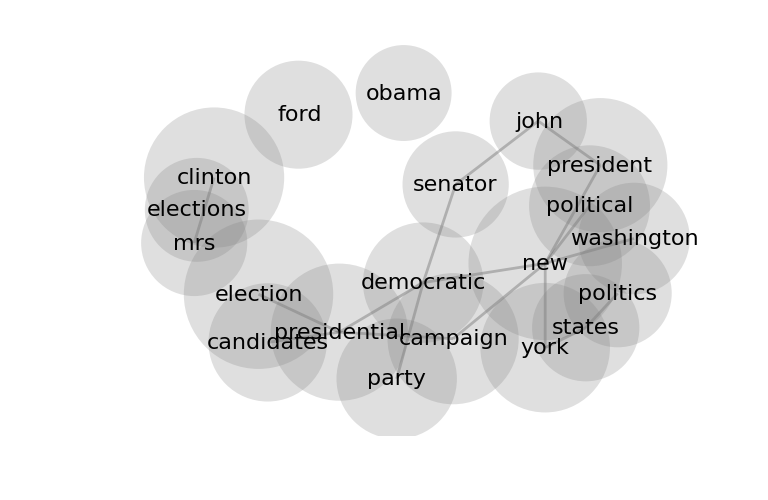 obama
ford
john
president
clinton
senator
elections
political
mrs
washington
new
democratic
election
politics
states
presidential
campaign
candidates
york
party